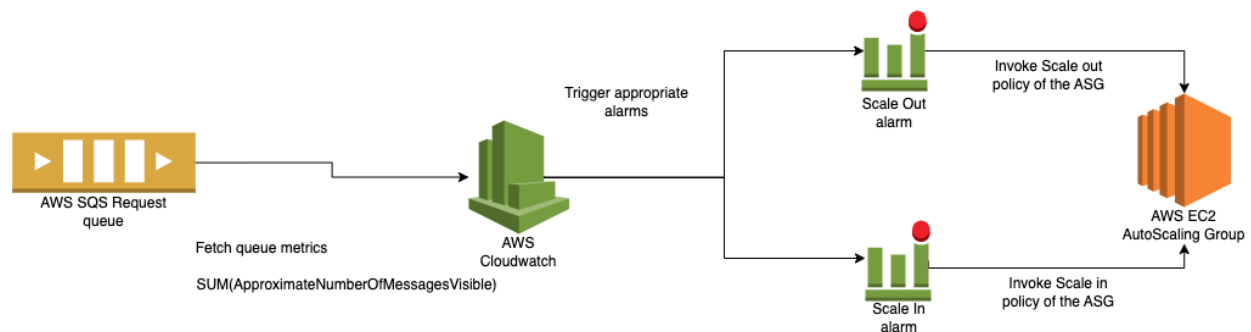 AWS SQS Request
queue
Fetch queue metrics
SUM(ApproximateNumberOfMessagesVisible)
AWS
Cloudwatch
Trigger appropriate
alarms
Scale Out
alarm
Invoke Scale out
policy of the ASG
Scale In
alarm
Invoke Scale in
policy of the ASG
AWS EC2
AutoScaling Group